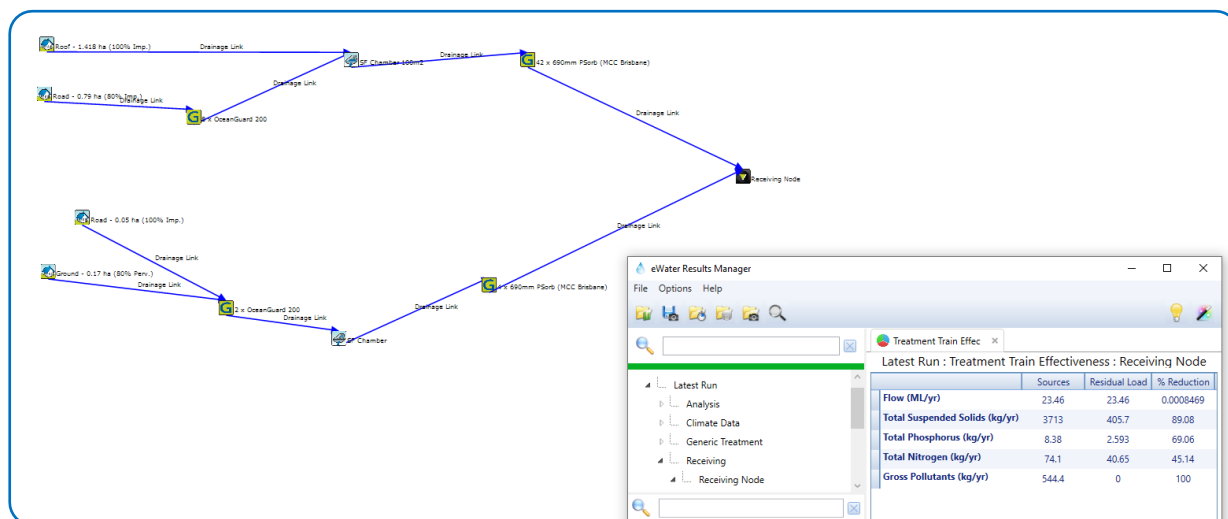 Roof - 1.418 ha (100% Imp.)
Drainage Link
SF Chamber 100m2
Drainage Link
42 x 690mm PSorb (MCC Brisbane)
Road - 0.79 ha (80% Imp.)
Drainage Link
Drainage Link
x OceanGuard 200
Drainage Link
Receiving Node
Road - 0.05 ha (100% Imp.)
Drainage Link
Drainage Link
Ground - 0.17 ha (80% Perv.)
Drainage Link
2 x OceanGuard 200
Drainage Link
SF Chamber
Drainage Link
x 690mm PSorb (MCC Brisbane)
eWater Results Manager
File Options Help
Treatment Train Effec
Latest Run : Treatment Train Effectiveness : Receiving Node
Latest Run
Analysis
Climate Data
Generic Treatment
Receiving
Receiving Node
Sources Residual Load % Reduction
Flow (ML/yr) 23.46 23.46 0.0008469
Total Suspended Solids (kg/yr) 3713 405.7 89.08
Total Phosphorus (kg/yr) 8.38 2.593 69.06
Total Nitrogen (kg/yr) 74.1 40.65 45.14
Gross Pollutants (kg/yr) 544.4 0 100